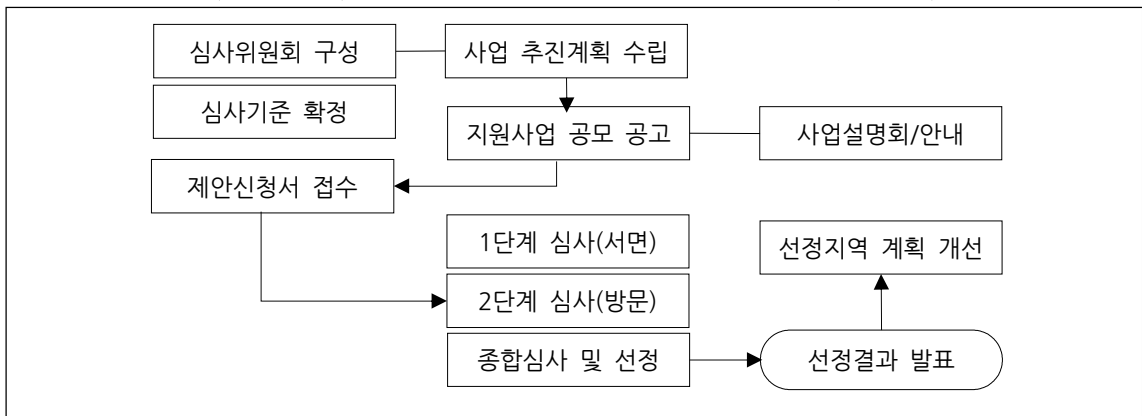 심사위원회 구성
사업 추진계획 수립
심사기준 확정
지원사업 공모 공고
사업설명회/안내
제안신청서 접수
1단계 심사(서면)
선정지역 계획 개선
2단계 심사(방문)
종합심사 및 선정
선정결과 발표